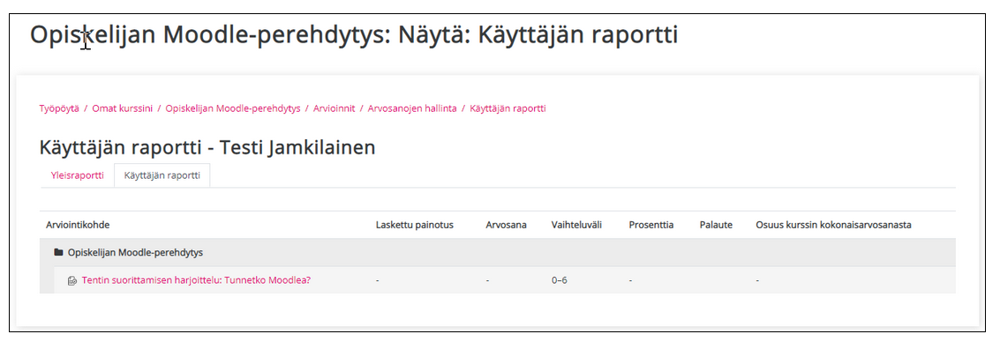 Opiskelijan Moodle-perehdytys: Näytä: Käyttäjän raportti
Työpöytä / Omat kurssini / Opiskelijan Moodle-perehdytys / Arvioinnit / Arvosanojen hallinta / Käyttäjän raportti
Käyttäjän raportti - Testi Jamkilainen
Yleisraportti Käyttäjän raportti
Arviointikohde Laskettu painotus Arvosana Vaihteluväli Prosenttia Palaute Osuus kurssin kokonaisarvosanasta
Opiskelijan Moodle-perehdytys
Tentin suorittamisen harjoittelu: Tunnetko Moodlea? - - 0–6 - -